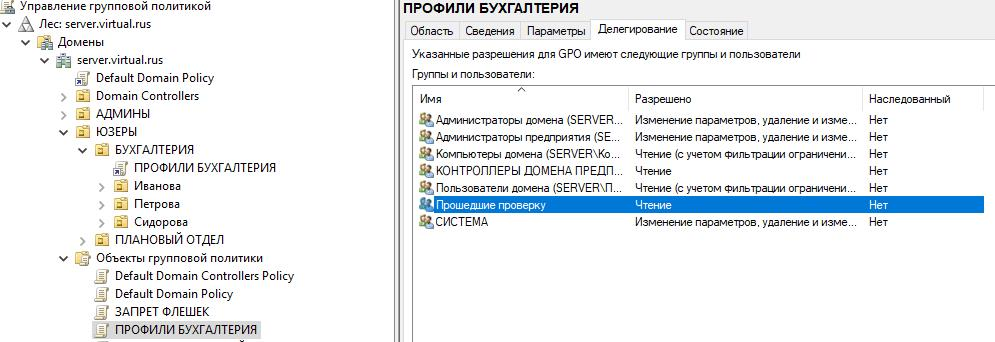 Управление групповой политикой
Лес: server.virtual.rus
Домены
server.virtual.rus
Default Domain Policy
Domain Controllers
АДМИНЫ
ЮЗЕРЫ
БУХГАЛТЕРИЯ
ПРОФИЛИ БУХГАЛТЕРИЯ
Иванова
Петрова
Сидорова
ПЛАНОВЫЙ ОТДЕЛ
Объекты групповой политики
Default Domain Controllers Policy
Default Domain Policy
ЗАПРЕТ ФЛЕШЕК
ПРОФИЛИ БУХГАЛТЕРИЯ
ПРОФИЛИ БУХГАЛТЕРИЯ
Область Сведения Параметры Делегирование Состояние
Указанные разрешения для GPO имеют следующие группы и пользователи
Группы и пользователи:
Имя Разрешено Наследованный
Администраторы домена (SERVER... Изменение параметров, удаление и изме... Нет
Администраторы предприятия (SE... Изменение параметров, удаление и изме... Нет
Компьютеры домена (SERVER\Ко... Чтение (с учетом фильтрации ограничени... Нет
КОНТРОЛЛЕРЫ ДОМЕНА ПРЕДП... Чтение Нет
Пользователи домена (SERVER\П... Чтение (с учетом фильтрации ограничени... Нет
Прошедшие проверку Чтение Нет
СИСТЕМА Изменение параметров, удаление и изме... Нет